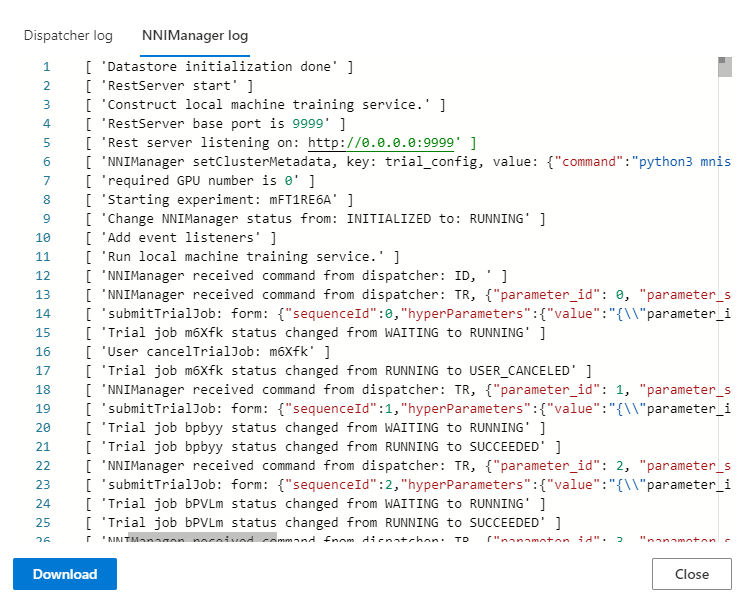 Dispatcher log NNIManager log
1 [ 'Datastore initialization done' ]
2 [ 'RestServer start' ]
3 [ 'Construct local machine training service.' ]
4 [ 'RestServer base port is 9999' ]
5 [ 'Rest server listening on: http://0.0.0.0:9999' ]
6 [ 'NNIManager setClusterMetadata, key: trial_config, value: {"command":"python3 mnis
7 [ 'required GPU number is 0' ]
8 [ 'Starting experiment: mFT1RE6A' ]
9 [ 'Change NNIManager status from: INITIALIZED to: RUNNING' ]
10 [ 'Add event listeners' ]
11 [ 'Run local machine training service.' ]
12 [ 'NNIManager received command from dispatcher: ID, ' ]
13 [ 'NNIManager received command from dispatcher: TR, {"parameter_id": 0, "parameter_s
14 [ 'submitTrialJob: form: {"sequenceId":0,"hyperParameters":{"value":"{\\"parameter_i
15 [ 'Trial job m6Xfk status changed from WAITING to RUNNING' ]
16 [ 'User cancelTrialJob: m6Xfk' ]
17 [ 'Trial job m6Xfk status changed from RUNNING to USER_CANCELED' ]
18 [ 'NNIManager received command from dispatcher: TR, {"parameter_id": 1, "parameter_s
19 [ 'submitTrialJob: form: {"sequenceId":1,"hyperParameters":{"value":"{\\"parameter_i
20 [ 'Trial job bpbyy status changed from WAITING to RUNNING' ]
21 [ 'Trial job bpbyy status changed from RUNNING to SUCCEEDED' ]
22 [ 'NNIManager received command from dispatcher: TR, {"parameter_id": 2, "parameter_s
23 [ 'submitTrialJob: form: {"sequenceId":2,"hyperParameters":{"value":"{\\"parameter_i
24 [ 'Trial job bPVLm status changed from WAITING to RUNNING' ]
25 [ 'Trial job bPVLm status changed from RUNNING to SUCCEEDED' ]
26 [ 'NNIManager received command from dispatcher: TR, {"parameter_id": 3, "parameter_s
Download Close